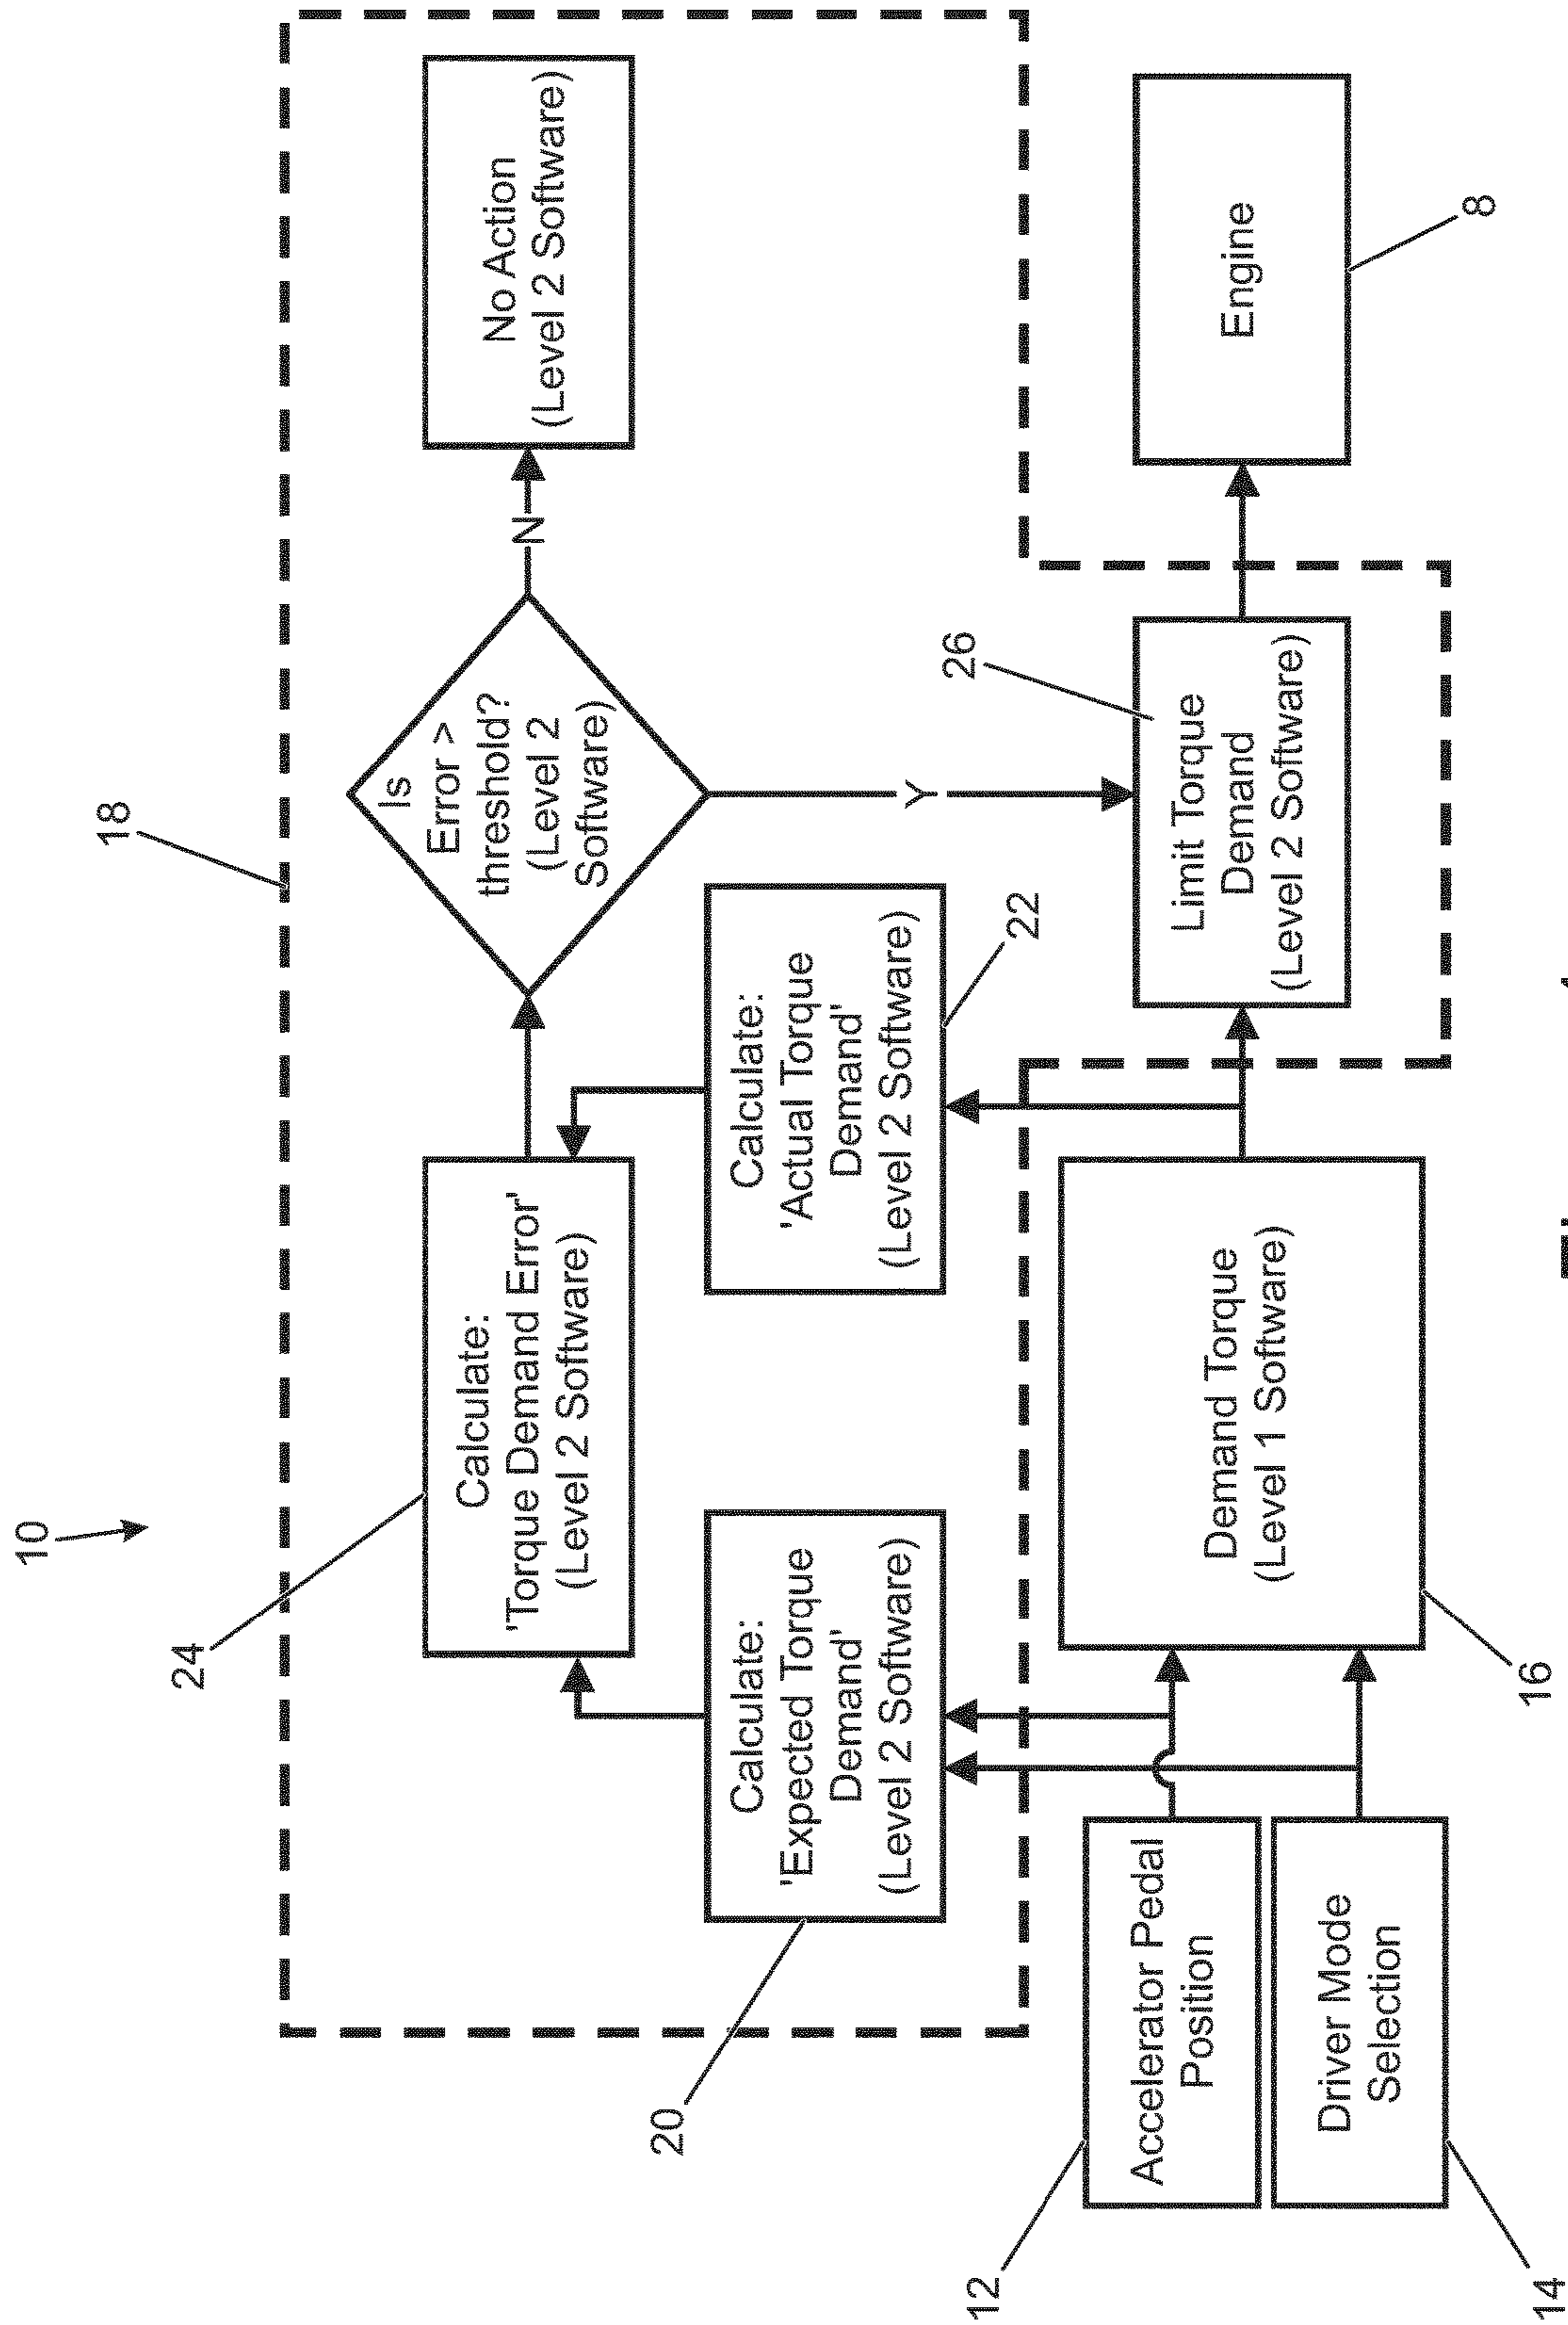 10
18
24
Calculate:
'Torque Demand Error'
(Level 2 Software)
Is
Error >
threshold?
(Level 2
Software)
N
No Action
(Level 2 Software)
20
Calculate:
'Expected Torque
Demand'
(Level 2 Software)
Calculate:
'Actual Torque
Demand'
(Level 2 Software)
22
Y
26
12
Accelerator Pedal
Position
14
Driver Mode
Selection
Demand Torque
(Level 1 Software)
16
Limit Torque
Demand
(Level 2 Software)
Engine
8